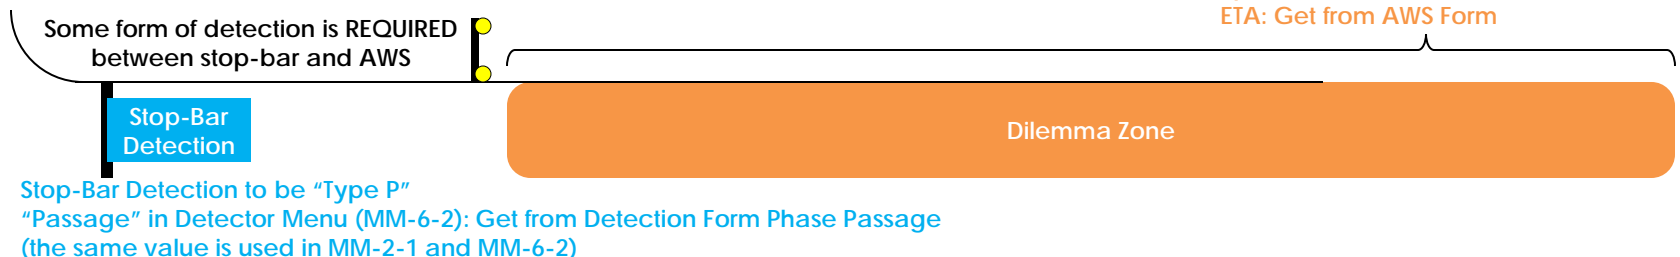 ETA: Get from AWS Form
Some form of detection is REQUIRED
between stop-bar and AWS
Stop-Bar
Detection
Dilemma Zone
Stop-Bar Detection to be “Type P”
“Passage” in Detector Menu (MM-6-2): Get from Detection Form Phase Passage
(the same value is used in MM-2-1 and MM-6-2)